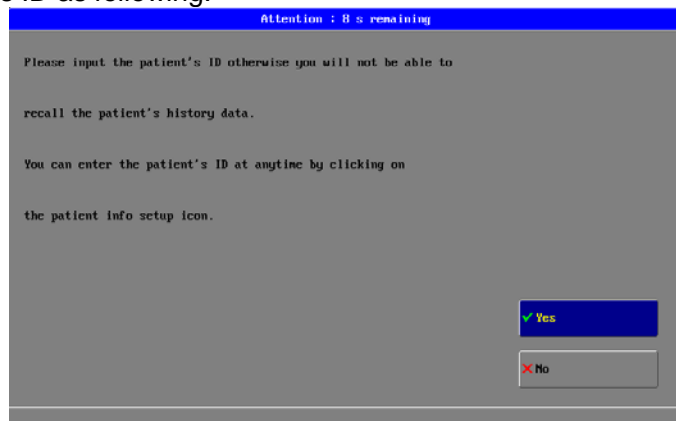 Attention : 8 s remaining
Please input the patient's ID otherwise you will not be able to
recall the patient's history data.
You can enter the patient's ID at anytime by clicking on
the patient info setup icon.
Yes
No